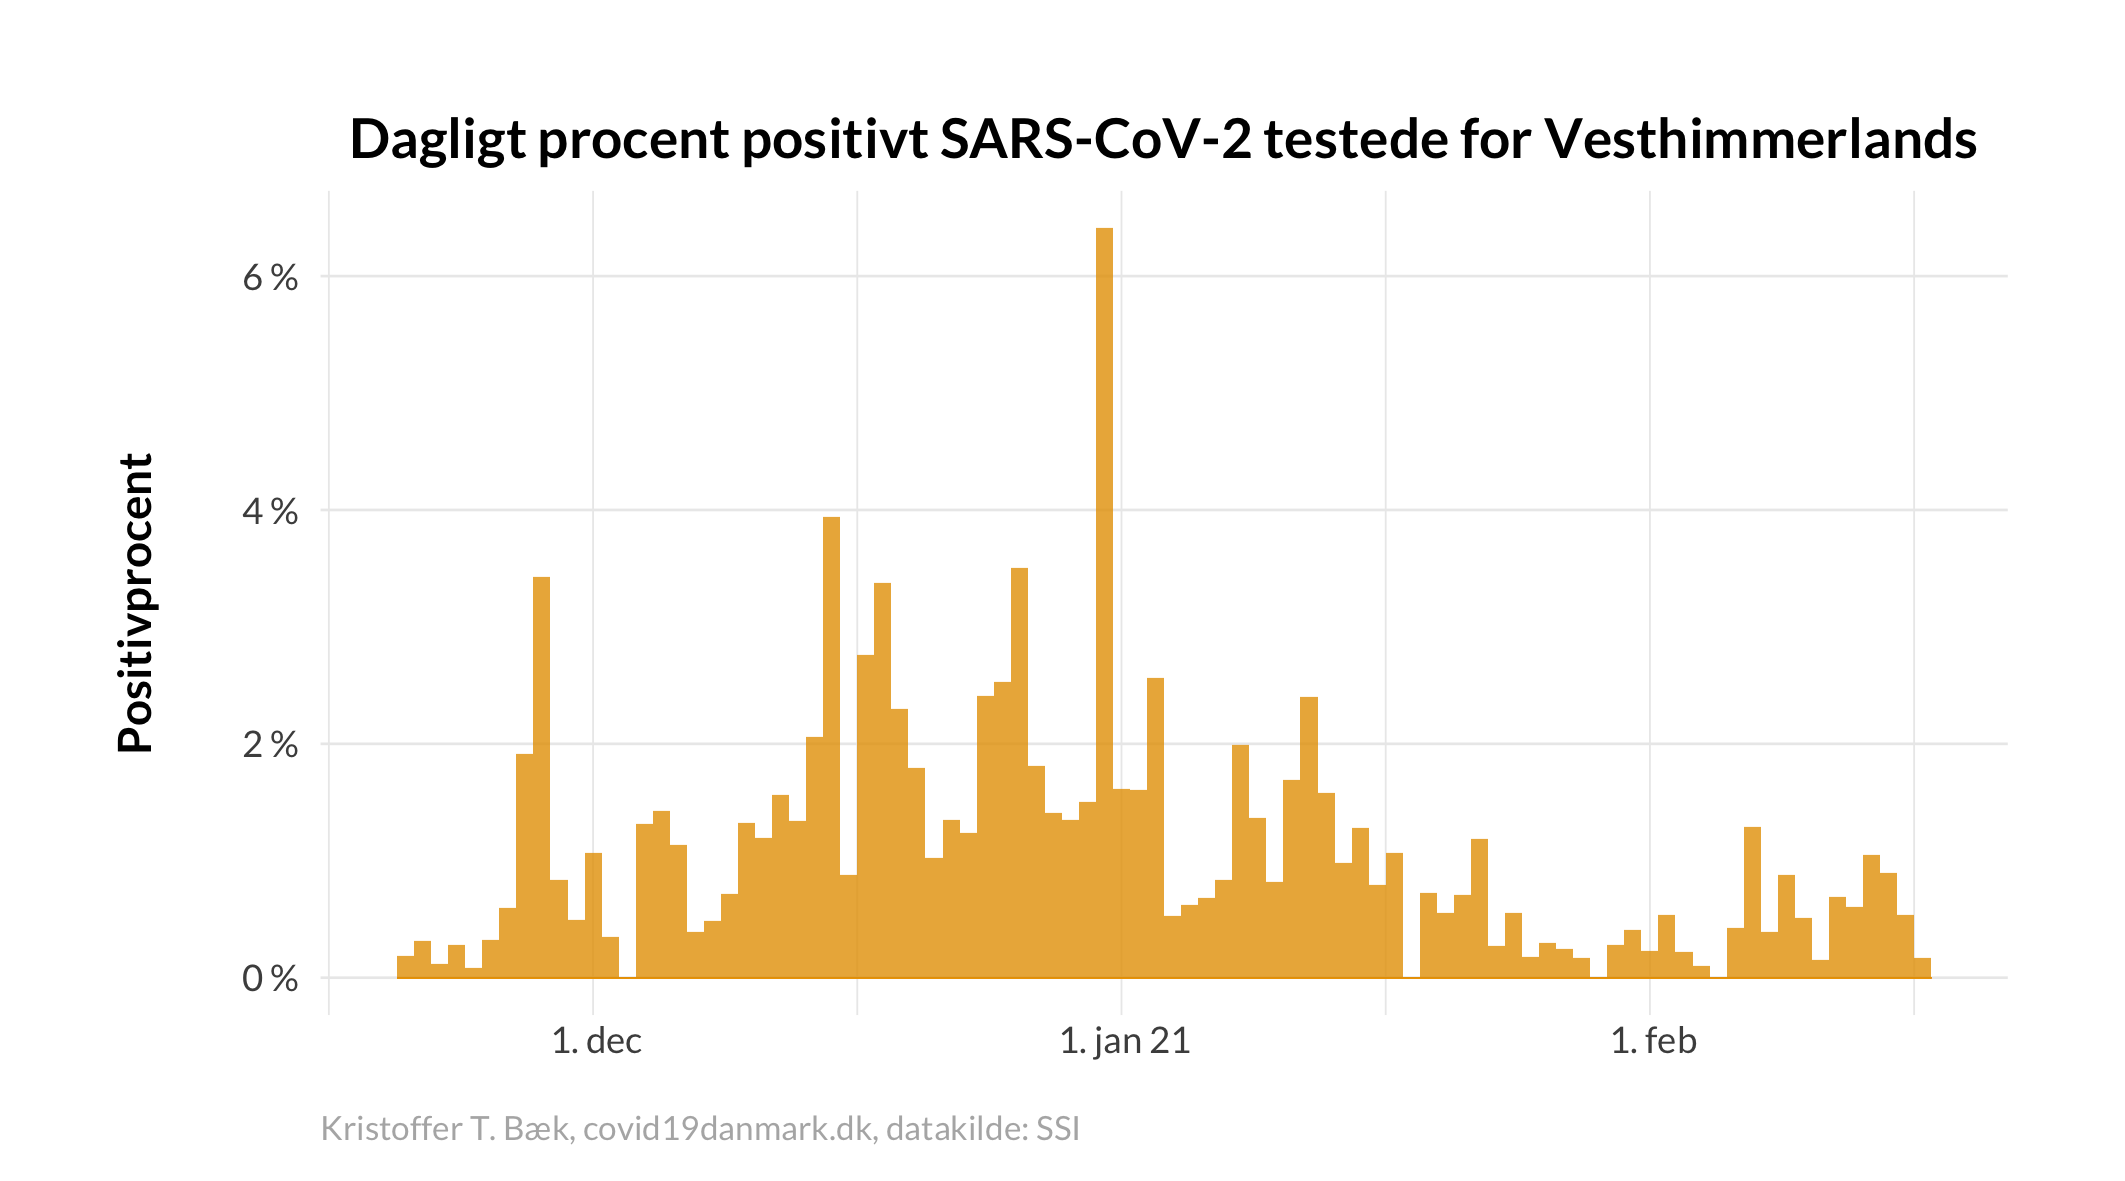 Dagligt procent positivt SARS-CoV-2 testede for Vesthimmerlands
Positivprocent
6 %
4 %
2 %
0 %
1. dec
1. jan 21
1. feb
Kristoffer T. Bæk, covid19danmark.dk, datakilde: SSI